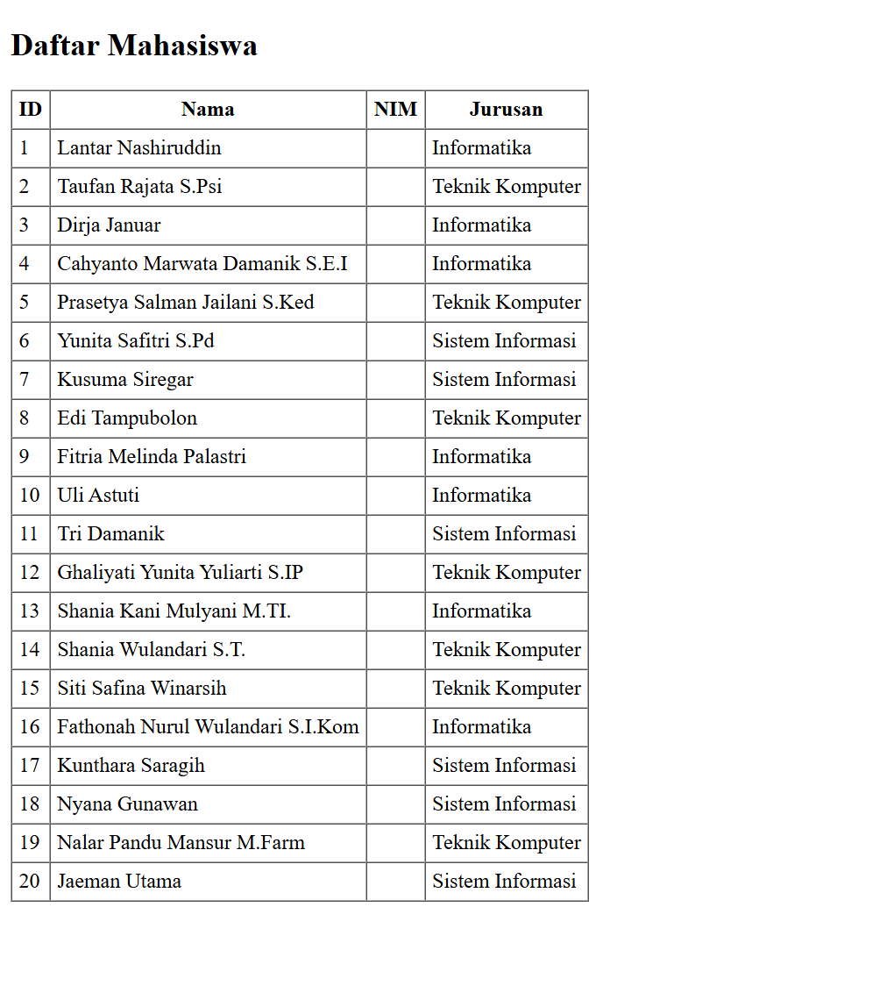 Daftar Mahasiswa
ID Nama NIM Jurusan
1 Lantar Nashiruddin Informatika
2 Taufan Rajata S.Psi Teknik Komputer
3 Dirja Januar Informatika
4 Cahyanto Marwata Damanik S.E.I Informatika
5 Prasetya Salman Jailani S.Ked Teknik Komputer
6 Yunita Safitri S.Pd Sistem Informasi
7 Kusuma Siregar Sistem Informasi
8 Edi Tampubolon Teknik Komputer
9 Fitria Melinda Palastri Informatika
10 Uli Astuti Informatika
11 Tri Damanik Sistem Informasi
12 Ghaliyati Yunita Yuliarti S.IP Teknik Komputer
13 Shania Kani Mulyani M.TI. Informatika
14 Shania Wulandari S.T. Teknik Komputer
15 Siti Safina Winarsih Teknik Komputer
16 Fathonah Nurul Wulandari S.I.Kom Informatika
17 Kunthara Saragih Sistem Informasi
18 Nyana Gunawan Sistem Informasi
19 Nalar Pandu Mansur M.Farm Teknik Komputer
20 Jaeman Utama Sistem Informasi